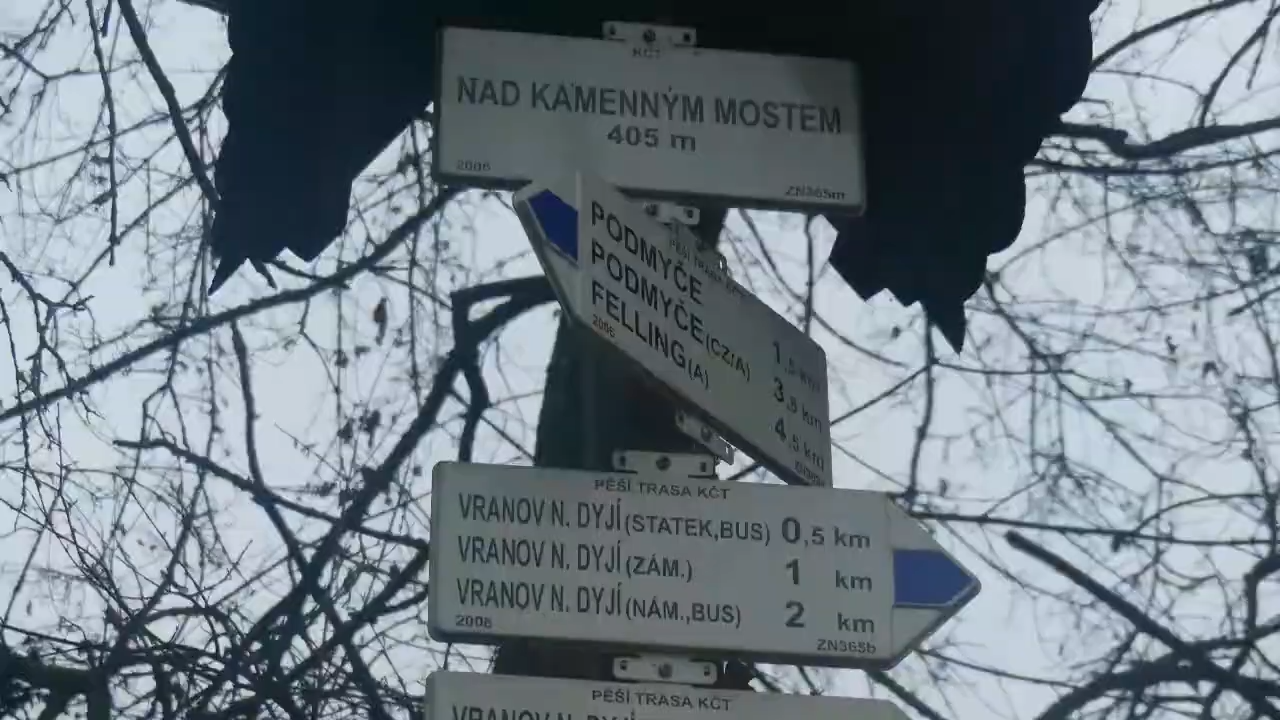 KČT
NAD KAMENNÝM MOSTEM
405 m
2006 ZN365m
PĚŠÍ TRASA KČT
PODMYČE 1,5 km
PODMYČE (CZ/A) 3,5 km
FELLING (A) 4,5 km
2006
PĚŠÍ TRASA KČT
VRANOV N. DYJÍ (STATEK,BUS) 0,5 km
VRANOV N. DYJÍ (ZÁM.) 1 km
VRANOV N. DYJÍ (NÁM.,BUS) 2 km
2006 ZN365b
PĚŠÍ TRASA KČT
VRANOV N. DYJÍ